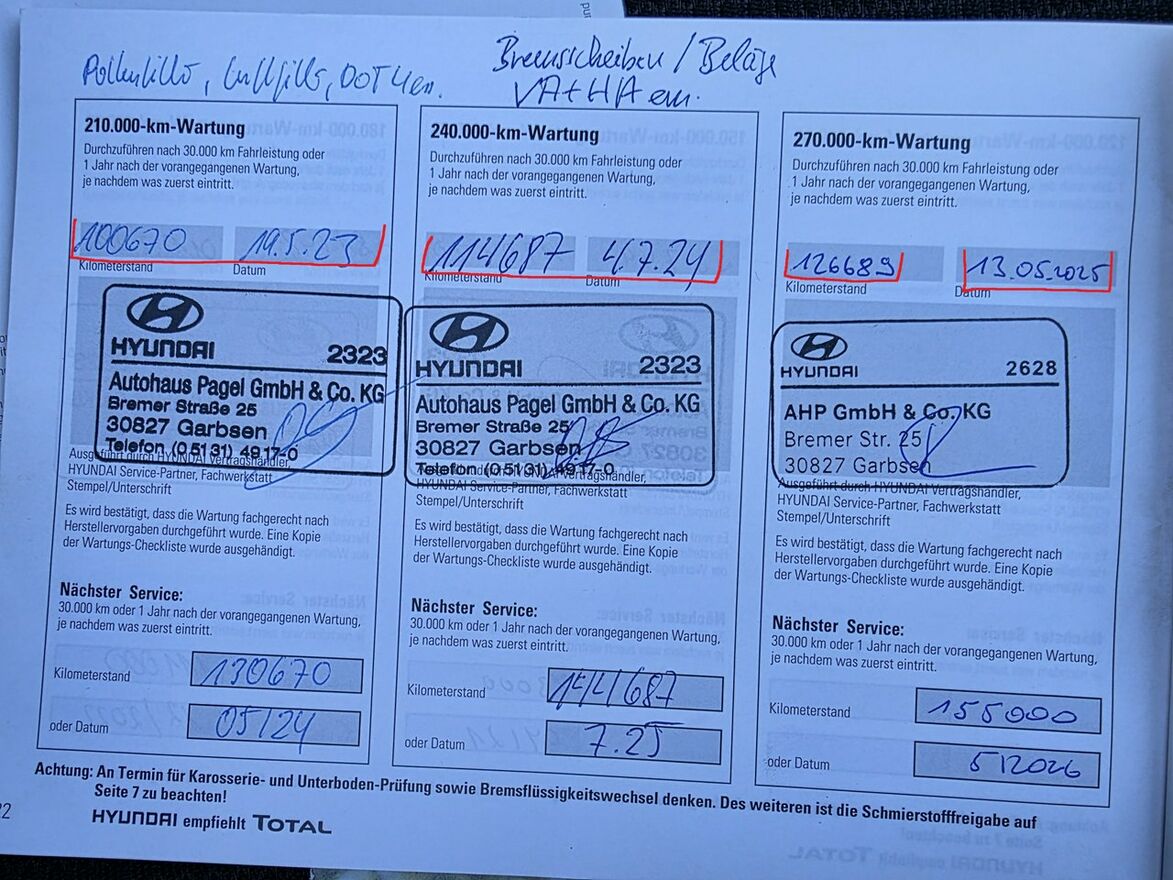 Pollenfilter, Luftfilter, DOT4 en.
Bremsscheiben / Beläge
VA+HA en.
210.000-km-Wartung
Durchzuführen nach 30.000 km Fahrleistung oder
1 Jahr nach der vorangegangenen Wartung,
je nachdem was zuerst eintritt.
100670 19.5.23
Kilometerstand Datum
HYUNDAI 2323
Autohaus Pagel GmbH & Co. KG
Bremer Straße 25
30827 Garbsen
Telefon (05131) 4917-0
Ausgeführt durch HYUNDAI Vertragshändler,
HYUNDAI Service-Partner, Fachwerkstatt
Stempel/Unterschrift
Es wird bestätigt, dass die Wartung fachgerecht nach
Herstellervorgaben durchgeführt wurde. Eine Kopie
der Wartungs-Checkliste wurde ausgehändigt.
Nächster Service:
30.000 km oder 1 Jahr nach der vorangegangenen Wartung,
je nachdem was zuerst eintritt.
Kilometerstand 130670
oder Datum 05/24
240.000-km-Wartung
Durchzuführen nach 30.000 km Fahrleistung oder
1 Jahr nach der vorangegangenen Wartung,
je nachdem was zuerst eintritt.
114687 4.7.24
Kilometerstand Datum
HYUNDAI 2323
Autohaus Pagel GmbH & Co. KG
Bremer Straße 25
30827 Garbsen
Telefon (05131) 4917-0
Ausgeführt durch HYUNDAI Vertragshändler,
HYUNDAI Service-Partner, Fachwerkstatt
Stempel/Unterschrift
Es wird bestätigt, dass die Wartung fachgerecht nach
Herstellervorgaben durchgeführt wurde. Eine Kopie
der Wartungs-Checkliste wurde ausgehändigt.
Nächster Service:
30.000 km oder 1 Jahr nach der vorangegangenen Wartung,
je nachdem was zuerst eintritt.
Kilometerstand 144687
oder Datum 7.25
270.000-km-Wartung
Durchzuführen nach 30.000 km Fahrleistung oder
1 Jahr nach der vorangegangenen Wartung,
je nachdem was zuerst eintritt.
126689 13.05.2025
Kilometerstand Datum
HYUNDAI 2628
AHP GmbH & Co. KG
Bremer Str. 25
30827 Garbsen
Ausgeführt durch HYUNDAI Vertragshändler,
HYUNDAI Service-Partner, Fachwerkstatt
Stempel/Unterschrift
Es wird bestätigt, dass die Wartung fachgerecht nach
Herstellervorgaben durchgeführt wurde. Eine Kopie
der Wartungs-Checkliste wurde ausgehändigt.
Nächster Service:
30.000 km oder 1 Jahr nach der vorangegangenen Wartung,
je nachdem was zuerst eintritt.
Kilometerstand 155000
oder Datum 5/2026
Achtung: An Termin für Karosserie- und Unterboden-Prüfung sowie Bremsflüssigkeitswechsel denken. Des weiteren ist die Schmierstofffreigabe auf
Seite 7 zu beachten!
HYUNDAI empfiehlt TOTAL